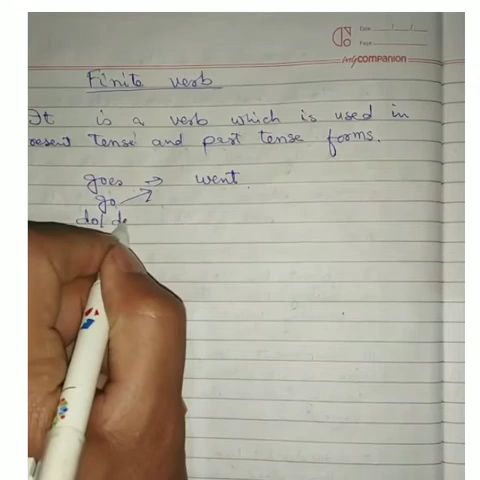 Date
Page
my companion
Finite verb
It is a verb which is used in
resent Tense and past tense forms.
goes → went
go
do/ de